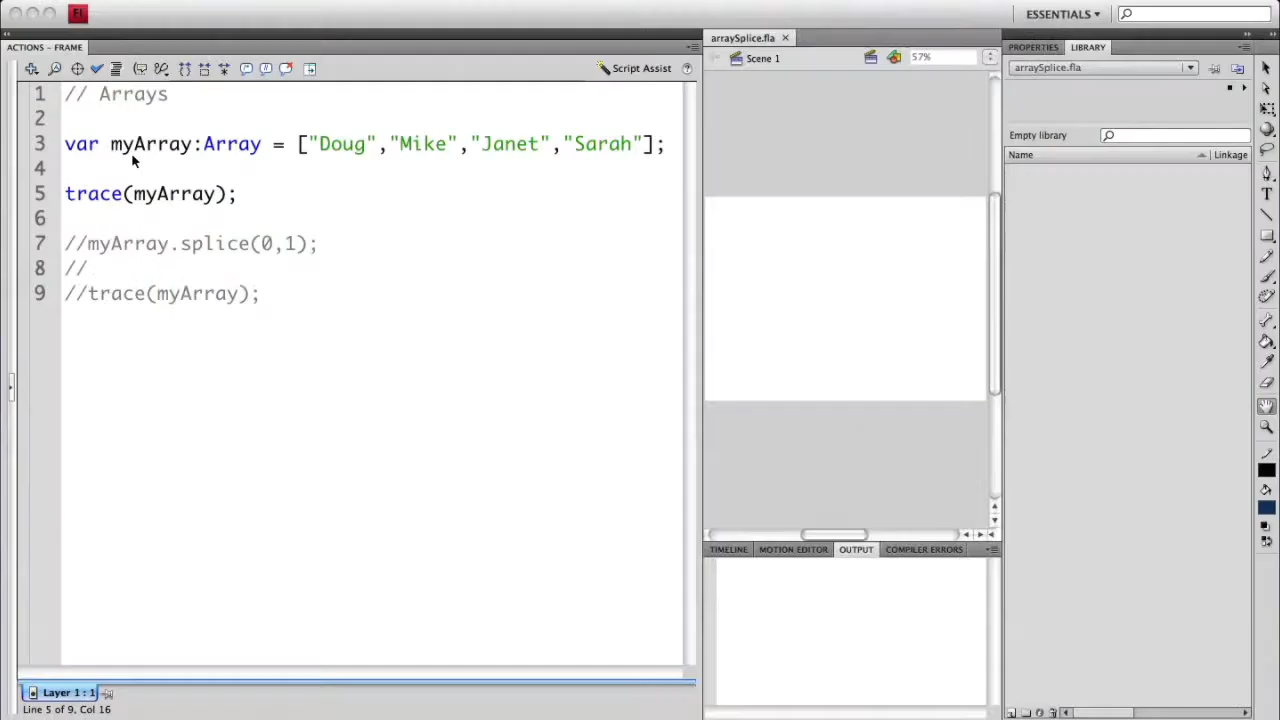 Fl
ESSENTIALS
ACTIONS – FRAME
arraySplice.fla
PROPERTIES
LIBRARY
Script Assist
Scene 1
57%
arraySplice.fla
Empty library
Name
Linkage
1 // Arrays
2
3 var myArray:Array = ["Doug","Mike","Janet","Sarah"];
4
5 trace(myArray);
6
7 //myArray.splice(0,1);
8 //
9 //trace(myArray);
TIMELINE
MOTION EDITOR
OUTPUT
COMPILER ERRORS
Layer 1 : 1
Line 5 of 9, Col 16